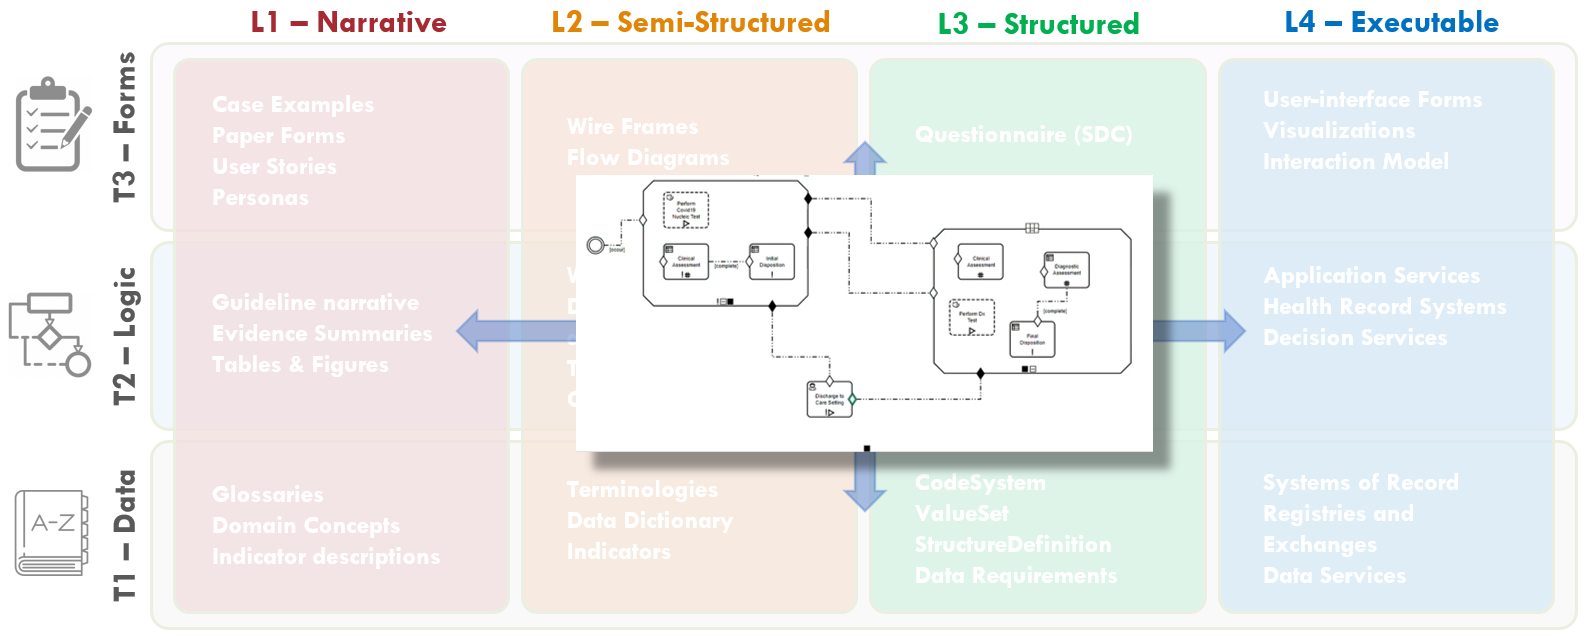 L1 – Narrative
L2 – Semi-Structured
L3 – Structured
L4 – Executable
T3 – Forms
Case Examples
Paper Forms
User Stories
Personas
Wire Frames
Flow Diagrams
Questionnaire (SDC)
User-interface Forms
Visualizations
Interaction Model
T2 – Logic
Guideline narrative
Evidence Summaries
Tables & Figures
Perform
Covid19
Nucleic Test
Clinical
Assessment
[complete]
Initial
Disposition
Clinical
Assessment
Diagnostic
Assessment
Perform Dx
Test
[complete]
Final
Disposition
Discharge to
Care Setting
Application Services
Health Record Systems
Decision Services
T1 – Data
A-Z
Glossaries
Domain Concepts
Indicator descriptions
Terminologies
Data Dictionary
Indicators
CodeSystem
ValueSet
StructureDefinition
Data Requirements
Systems of Record
Registries and
Exchanges
Data Services